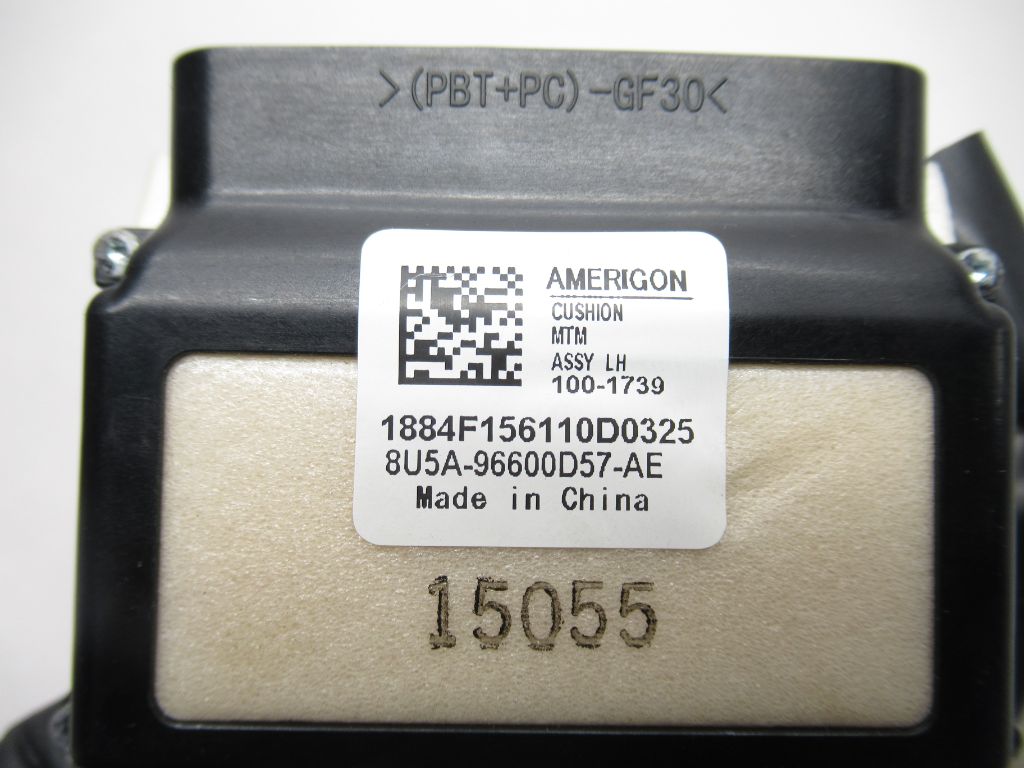 >(PBT+PC)-GF30<
AMERIGON
CUSHION
MTM
ASSY LH
100-1739
1884F156110D0325
8U5A-96600D57-AE
Made in China
15055